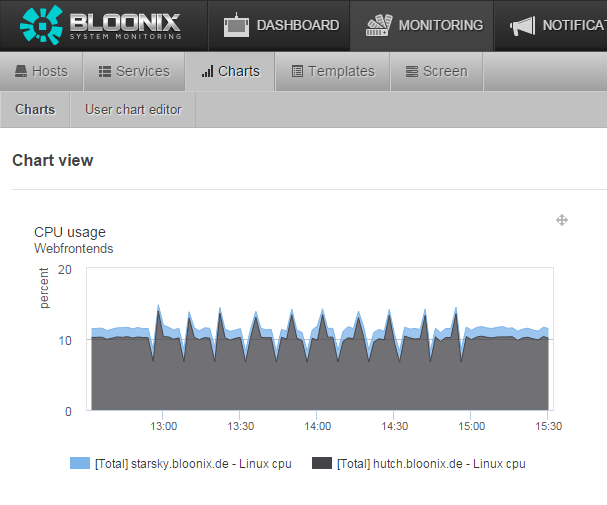 BLOONIX
SYSTEM MONITORING
DASHBOARD MONITORING NOTIFICAT
Hosts Services Charts Templates Screen
Charts User chart editor
Chart view
CPU usage
Webfrontends
percent
20
10
0
13:00 13:30 14:00 14:30 15:00 15:30
[Total] starsky.bloonix.de - Linux cpu [Total] hutch.bloonix.de - Linux cpu